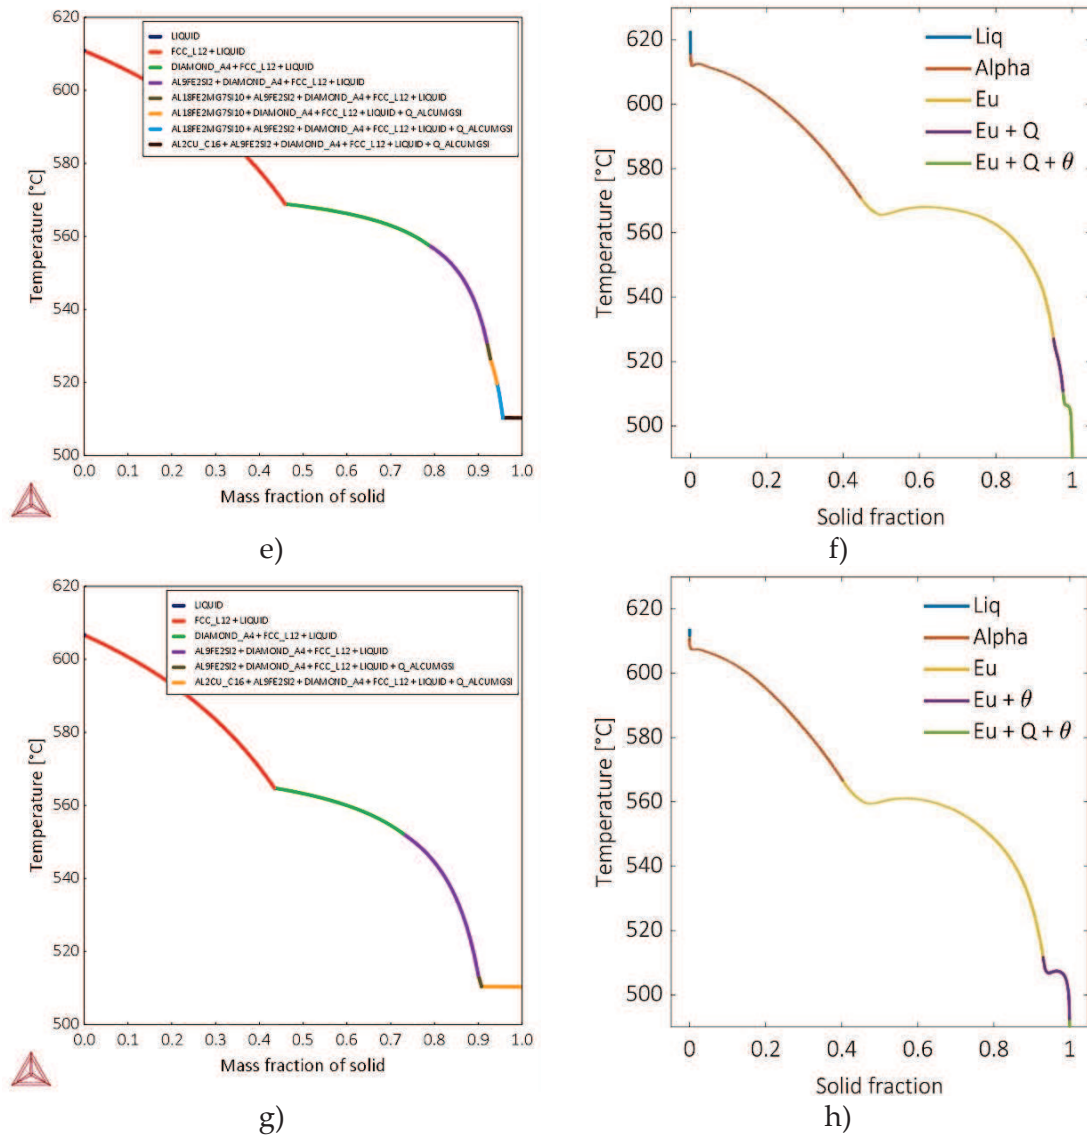 620
600
580
560
540
520
500
Temperature [°C]
LIQUID
FCC_L12 + LIQUID
DIAMOND_A4 + FCC_L12 + LIQUID
AL9FE2SI2 + DIAMOND_A4 + FCC_L12 + LIQUID
AL18FE2MG7SI10 + AL9FE2SI2 + DIAMOND_A4 + FCC_L12 + LIQUID
AL18FE2MG7SI10 + DIAMOND_A4 + FCC_L12 + LIQUID + Q_ALCUMGSI
AL18FE2MG7SI10 + AL9FE2SI2 + DIAMOND_A4 + FCC_L12 + LIQUID + Q_ALCUMGSI
AL2CU_C16 + AL9FE2SI2 + DIAMOND_A4 + FCC_L12 + LIQUID + Q_ALCUMGSI
0.0 0.1 0.2 0.3 0.4 0.5 0.6 0.7 0.8 0.9 1.0
Mass fraction of solid
e)
620
600
580
560
540
520
500
Temperature [°C]
Liq
Alpha
Eu
Eu + Q
Eu + Q + θ
0 0.2 0.4 0.6 0.8 1
Solid fraction
f)
620
600
580
560
540
520
500
Temperature [°C]
LIQUID
FCC_L12 + LIQUID
DIAMOND_A4 + FCC_L12 + LIQUID
AL9FE2SI2 + DIAMOND_A4 + FCC_L12 + LIQUID
AL9FE2SI2 + DIAMOND_A4 + FCC_L12 + LIQUID + Q_ALCUMGSI
AL2CU_C16 + AL9FE2SI2 + DIAMOND_A4 + FCC_L12 + LIQUID + Q_ALCUMGSI
0.0 0.1 0.2 0.3 0.4 0.5 0.6 0.7 0.8 0.9 1.0
Mass fraction of solid
g)
620
600
580
560
540
520
500
Temperature [°C]
Liq
Alpha
Eu
Eu + θ
Eu + Q + θ
0 0.2 0.4 0.6 0.8 1
Solid fraction
h)